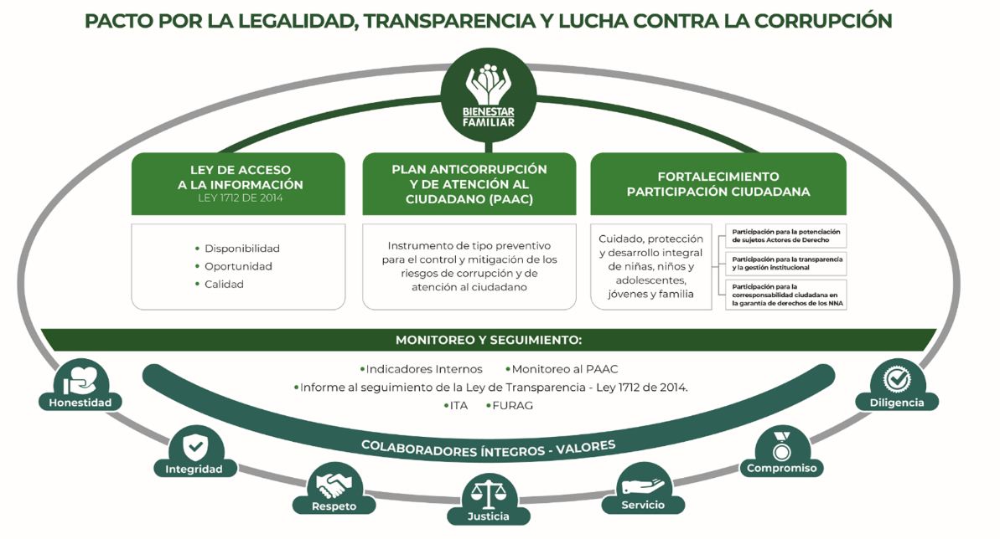 PACTO POR LA LEGALIDAD, TRANSPARENCIA Y LUCHA CONTRA LA CORRUPCIÓN
BIENESTAR
FAMILIAR
LEY DE ACCESO
A LA INFORMACIÓN
LEY 1712 DE 2014
• Disponibilidad
• Oportunidad
• Calidad
PLAN ANTICORRUPCIÓN
Y DE ATENCIÓN AL
CIUDADANO (PAAC)
Instrumento de tipo preventivo
para el control y mitigación de los
riesgos de corrupción y de
atención al ciudadano
FORTALECIMIENTO
PARTICIPACIÓN CIUDADANA
Cuidado, protección
y desarrollo integral
de niñas, niños y
adolescentes,
jóvenes y familia
Participación para la potenciación
de sujetos Actores de Derecho
Participación para la transparencia
y la gestión institucional
Participación para la
corresponsabilidad ciudadana en
la garantía de derechos de los NNA
MONITOREO Y SEGUIMIENTO:
•Indicadores Internos •Monitoreo al PAAC
•Informe al seguimiento de la Ley de Transparencia - Ley 1712 de 2014.
•ITA •FURAG
COLABORADORES ÍNTEGROS - VALORES
Honestidad
Integridad
Respeto
Justicia
Servicio
Compromiso
Diligencia